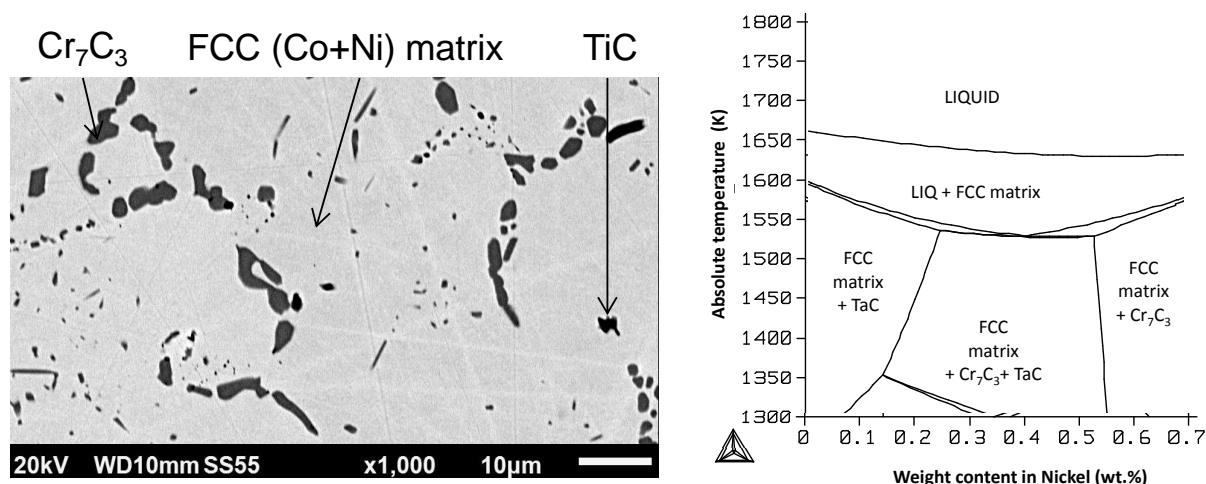 Cr₇C₃ FCC (Co+Ni) matrix TiC
20kV WD10mm SS55 x1,000 10µm
Absolute temperature (K)
1800
1750
1700
1650
1600
1550
1500
1450
1400
1350
1300
LIQUID
LIQ + FCC matrix
FCC
matrix
+ TaC
FCC
matrix
+ Cr₇C₃+ TaC
FCC
matrix
+ Cr₇C₃
0 0.1 0.2 0.3 0.4 0.5 0.6 0.7
Weight content in Nickel (wt.%)